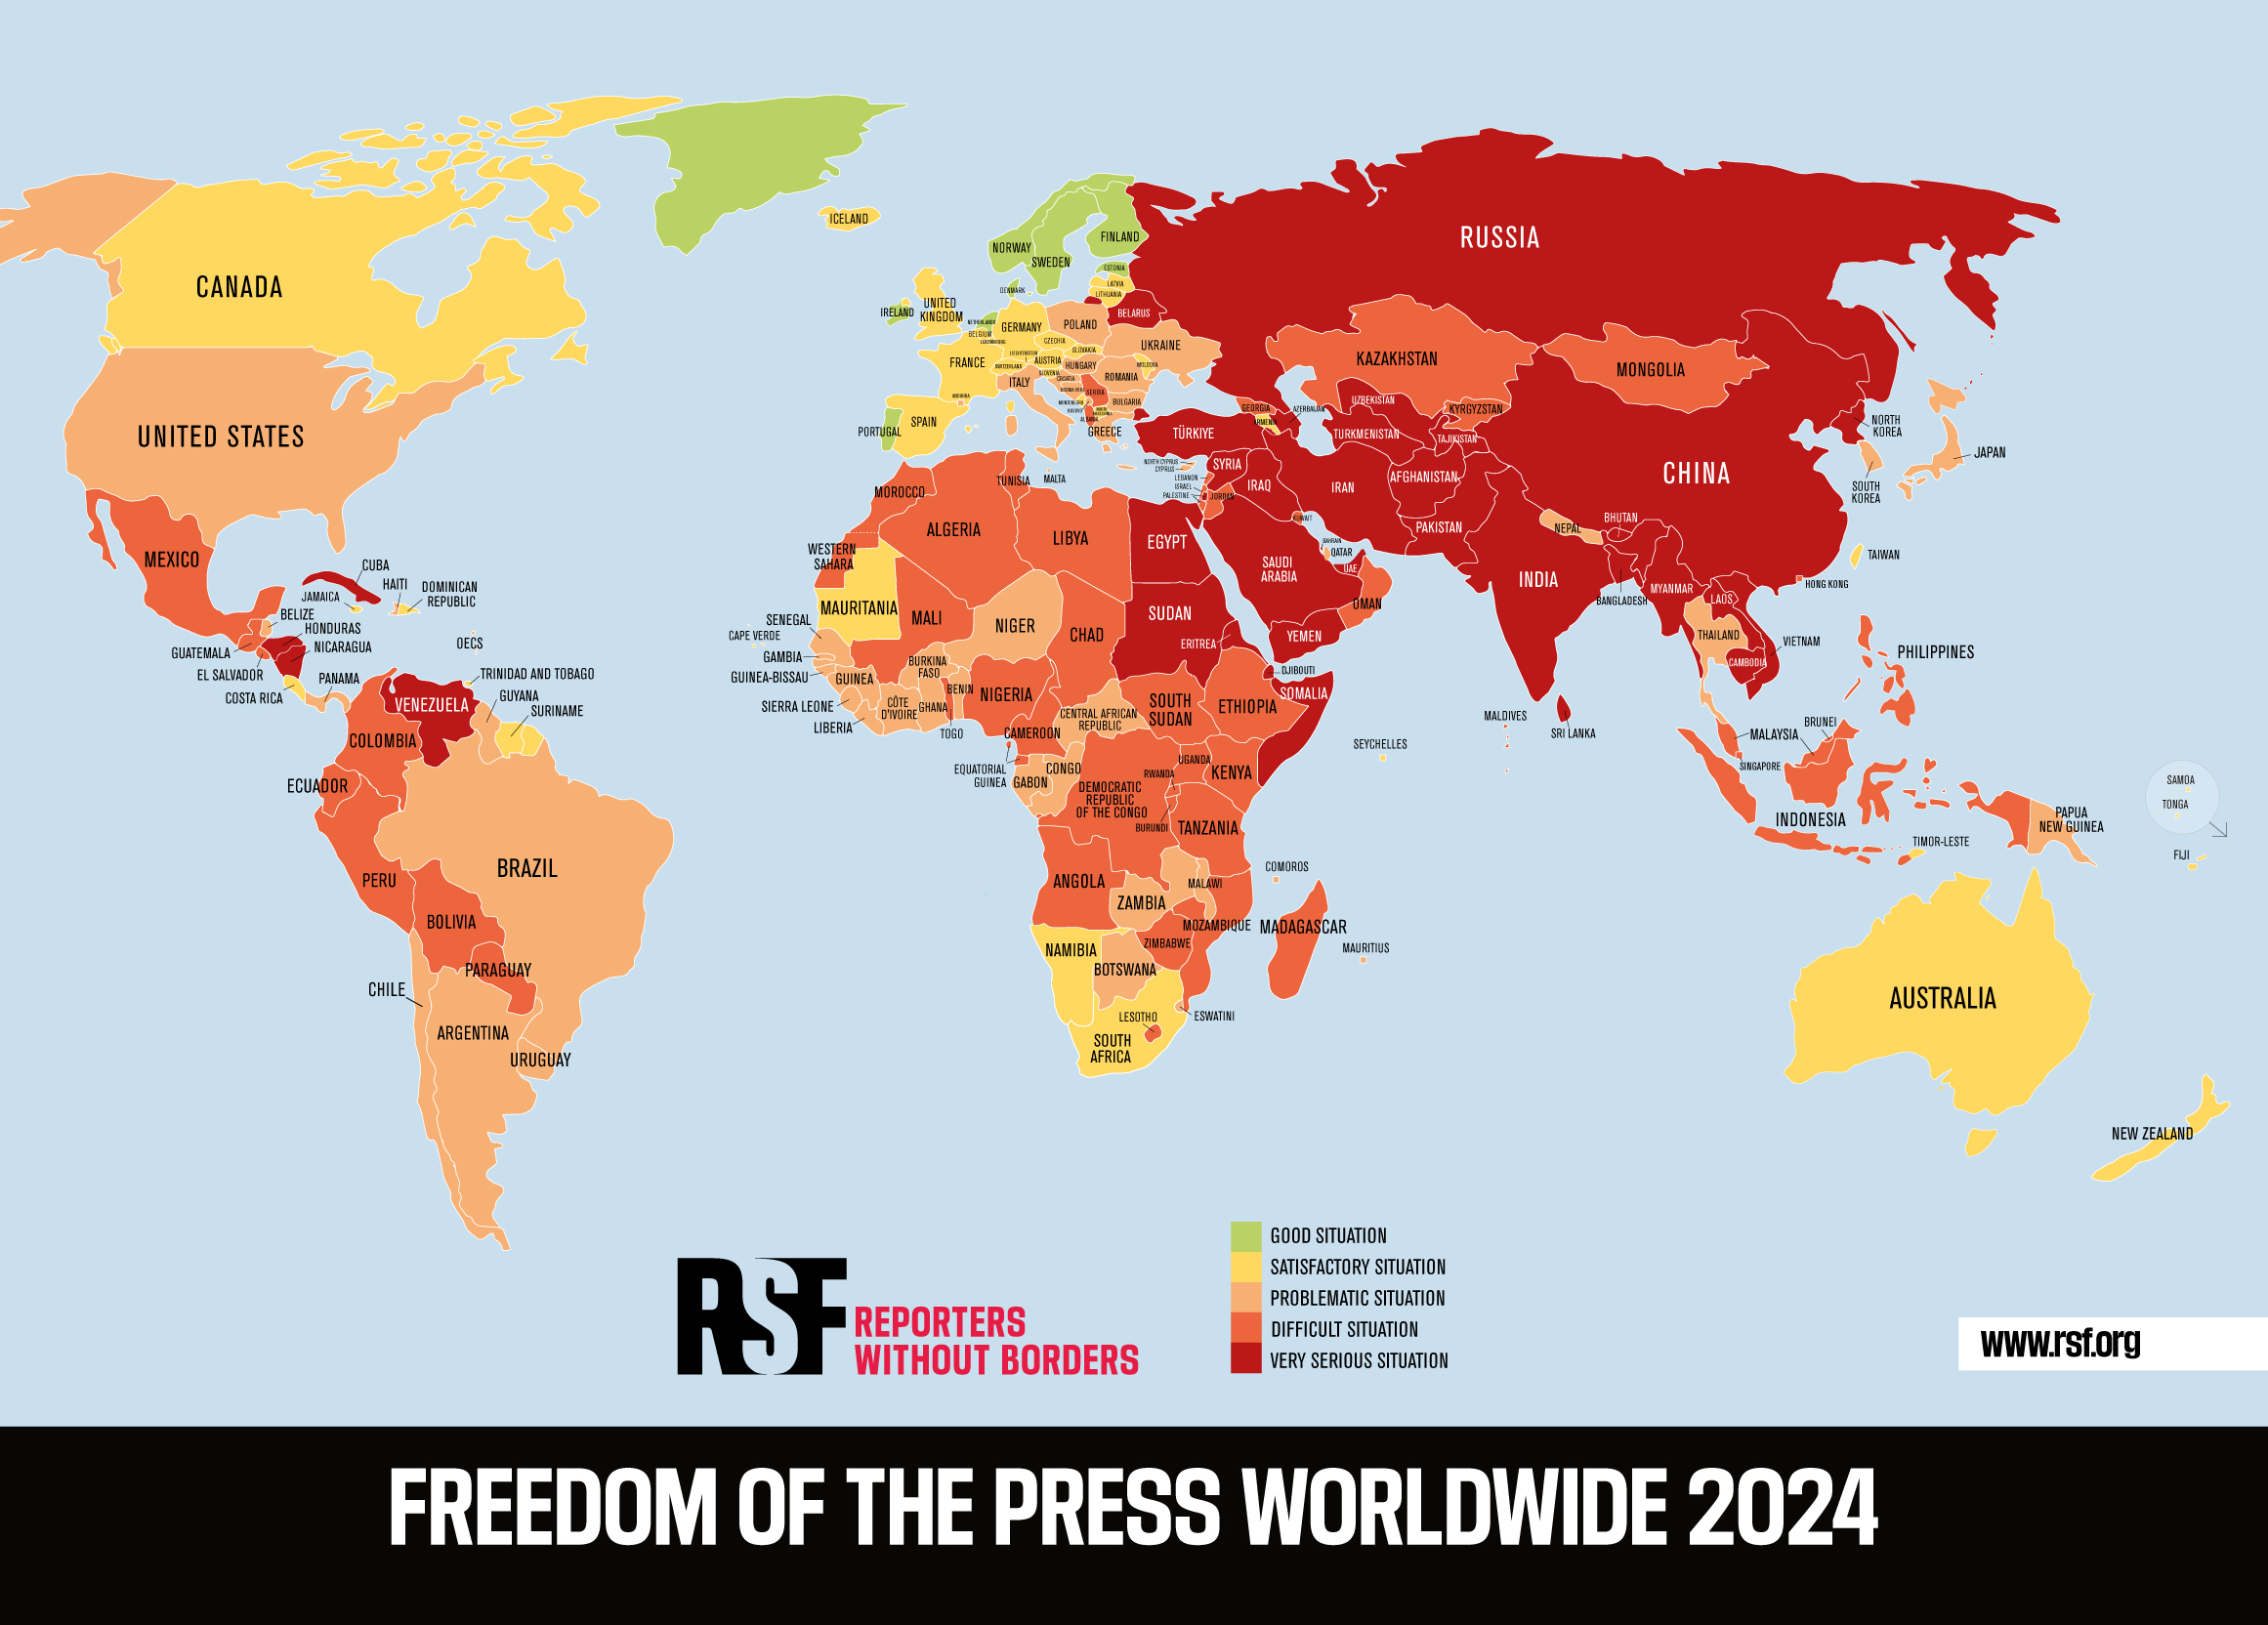 CANADA
UNITED STATES
MEXICO
CUBA
HAITI
DOMINICAN
REPUBLIC
JAMAICA
BELIZE
HONDURAS
NICARAGUA
GUATEMALA
EL SALVADOR
COSTA RICA
PANAMA
OECS
TRINIDAD AND TOBAGO
GUYANA
SURINAME
VENEZUELA
COLOMBIA
ECUADOR
PERU
BRAZIL
BOLIVIA
PARAGUAY
CHILE
ARGENTINA
URUGUAY
ICELAND
NORWAY
SWEDEN
FINLAND
ESTONIA
LATVIA
LITHUANIA
DENMARK
IRELAND
UNITED
KINGDOM
NETHERLANDS
BELGIUM
LUXEMBOURG
GERMANY
POLAND
BELARUS
UKRAINE
CZECHIA
SLOVAKIA
LIECHTENSTEIN
AUSTRIA
SWITZERLAND
FRANCE
HUNGARY
MOLDOVA
SLOVENIA
CROATIA
ROMANIA
ITALY
SERBIA
MONTENEGRO
KOSOVO
BULGARIA
ALBANIA
GREECE
ANDORRA
SPAIN
PORTUGAL
MALTA
RUSSIA
KAZAKHSTAN
MONGOLIA
GEORGIA
ARMENIA
AZERBAIJAN
UZBEKISTAN
KYRGYZSTAN
TURKMENISTAN
TAJIKISTAN
TÜRKIYE
NORTH CYPRUS
CYPRUS
SYRIA
LEBANON
ISRAEL
PALESTINE
JORDAN
IRAQ
IRAN
AFGHANISTAN
PAKISTAN
KUWAIT
BAHRAIN
QATAR
UAE
SAUDI
ARABIA
OMAN
YEMEN
CHINA
NORTH
KOREA
SOUTH
KOREA
JAPAN
NEPAL
BHUTAN
INDIA
BANGLADESH
MYANMAR
LAOS
THAILAND
CAMBODIA
VIETNAM
TAIWAN
HONG KONG
PHILIPPINES
MALDIVES
SRI LANKA
BRUNEI
MALAYSIA
SINGAPORE
INDONESIA
TIMOR-LESTE
PAPUA
NEW GUINEA
SAMOA
TONGA
FIJI
AUSTRALIA
NEW ZEALAND
MOROCCO
TUNISIA
ALGERIA
LIBYA
EGYPT
WESTERN
SAHARA
MAURITANIA
MALI
NIGER
CHAD
SUDAN
ERITREA
DJIBOUTI
SOMALIA
SENEGAL
CAPE VERDE
GAMBIA
GUINEA-BISSAU
GUINEA
SIERRA LEONE
LIBERIA
CÔTE
D'IVOIRE
BURKINA
FASO
GHANA
TOGO
BENIN
NIGERIA
CAMEROON
CENTRAL AFRICAN
REPUBLIC
SOUTH
SUDAN
ETHIOPIA
EQUATORIAL
GUINEA
GABON
CONGO
DEMOCRATIC
REPUBLIC
OF THE CONGO
UGANDA
RWANDA
BURUNDI
KENYA
TANZANIA
SEYCHELLES
COMOROS
ANGOLA
ZAMBIA
MALAWI
MOZAMBIQUE
MADAGASCAR
MAURITIUS
ZIMBABWE
NAMIBIA
BOTSWANA
LESOTHO
ESWATINI
SOUTH
AFRICA
GOOD SITUATION
SATISFACTORY SITUATION
PROBLEMATIC SITUATION
DIFFICULT SITUATION
VERY SERIOUS SITUATION
RSF
REPORTERS
WITHOUT BORDERS
www.rsf.org
FREEDOM OF THE PRESS WORLDWIDE 2024